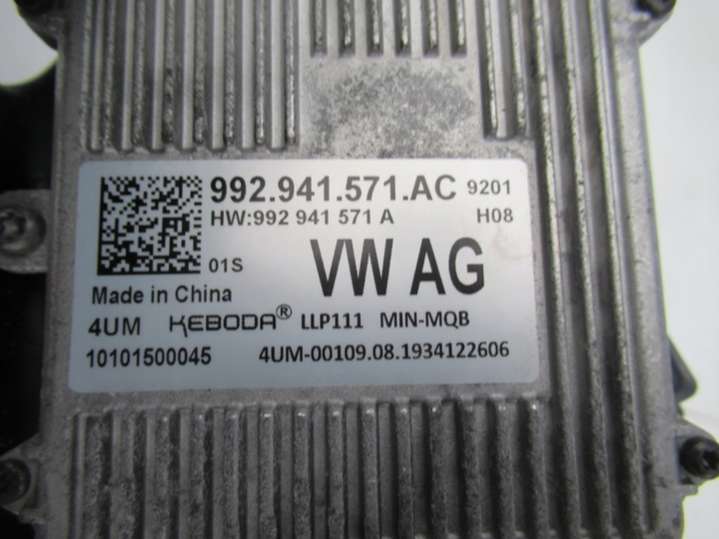 992.941.571.AC 9201
HW:992 941 571 A H08
01S VW AG
Made in China
4UM KEBODA® LLP111 MIN-MQB
10101500045 4UM-00109.08.1934122606